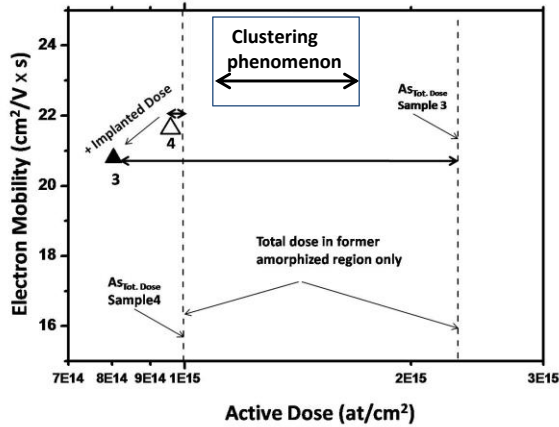 Clustering
phenomenon
24
22
20
18
16
Electron Mobility (cm²/V x s)
+ Implanted Dose
4
3
AsTot. Dose
Sample 3
Total dose in former
amorphized region only
AsTot. Dose
Sample4
7E14 8E14 9E14 1E15 2E15 3E15
Active Dose (at/cm²)